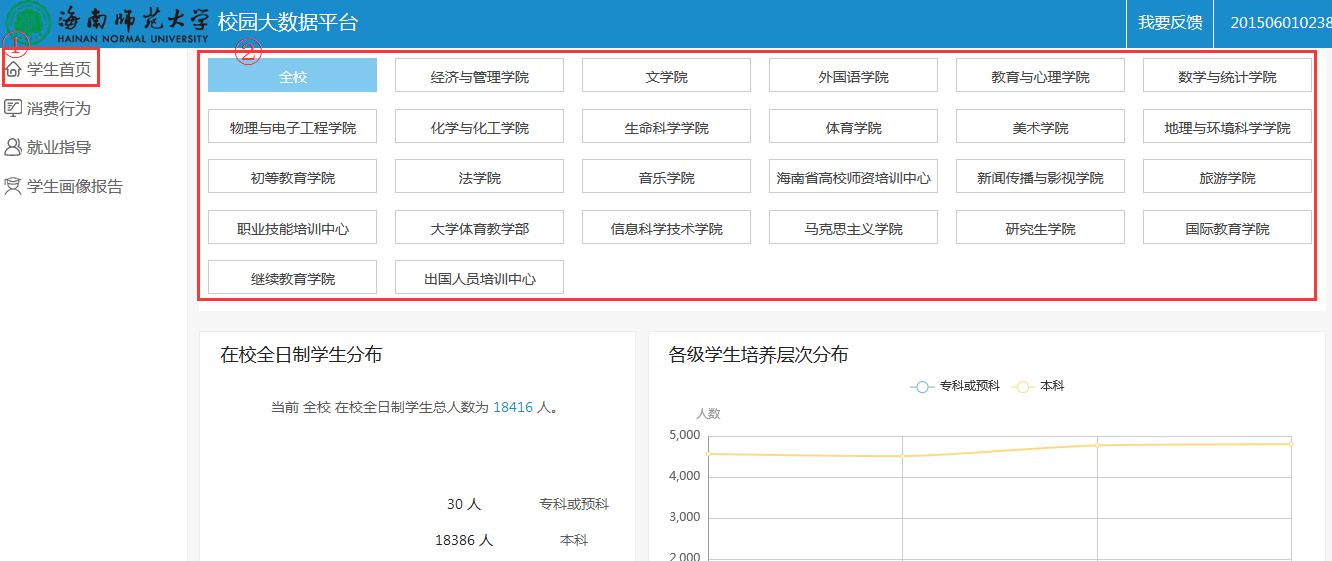 海南师范大学 校园大数据平台
HAINAN NORMAL UNIVERSITY
我要反馈
201506010238
①
学生首页
消费行为
就业指导
学生画像报告
②
全校 经济与管理学院 文学院 外国语学院 教育与心理学院 数学与统计学院
物理与电子工程学院 化学与化工学院 生命科学学院 体育学院 美术学院 地理与环境科学学院
初等教育学院 法学院 音乐学院 海南省高校师资培训中心 新闻传播与影视学院 旅游学院
职业技能培训中心 大学体育教学部 信息科学技术学院 马克思主义学院 研究生学院 国际教育学院
继续教育学院 出国人员培训中心
在校全日制学生分布
当前 全校 在校全日制学生总人数为 18416 人。
30 人 专科或预科
18386 人 本科
各级学生培养层次分布
专科或预科 本科
人数
5,000
4,000
3,000
2,000